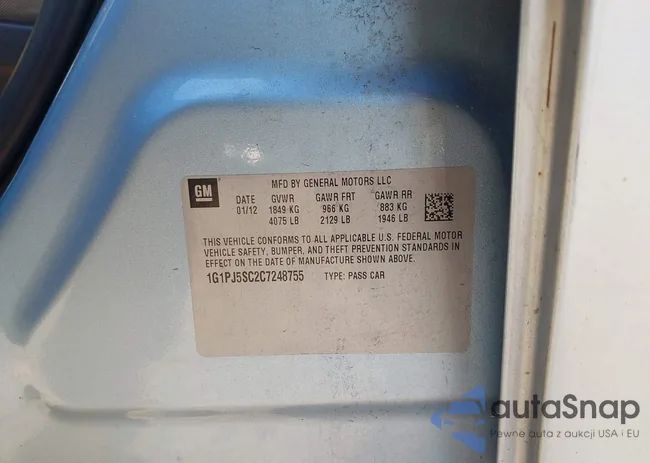 GM
MFD BY GENERAL MOTORS LLC
DATE GVWR GAWR FRT GAWR RR
01/12 1849 KG 966 KG 883 KG
4075 LB 2129 LB 1946 LB
THIS VEHICLE CONFORMS TO ALL APPLICABLE U.S. FEDERAL MOTOR
VEHICLE SAFETY, BUMPER, AND THEFT PREVENTION STANDARDS IN
EFFECT ON THE DATE OF MANUFACTURE SHOWN ABOVE.
1G1PJ5SC2C7248755 TYPE: PASS CAR
autaSnap
Pewne auta z aukcji USA i EU